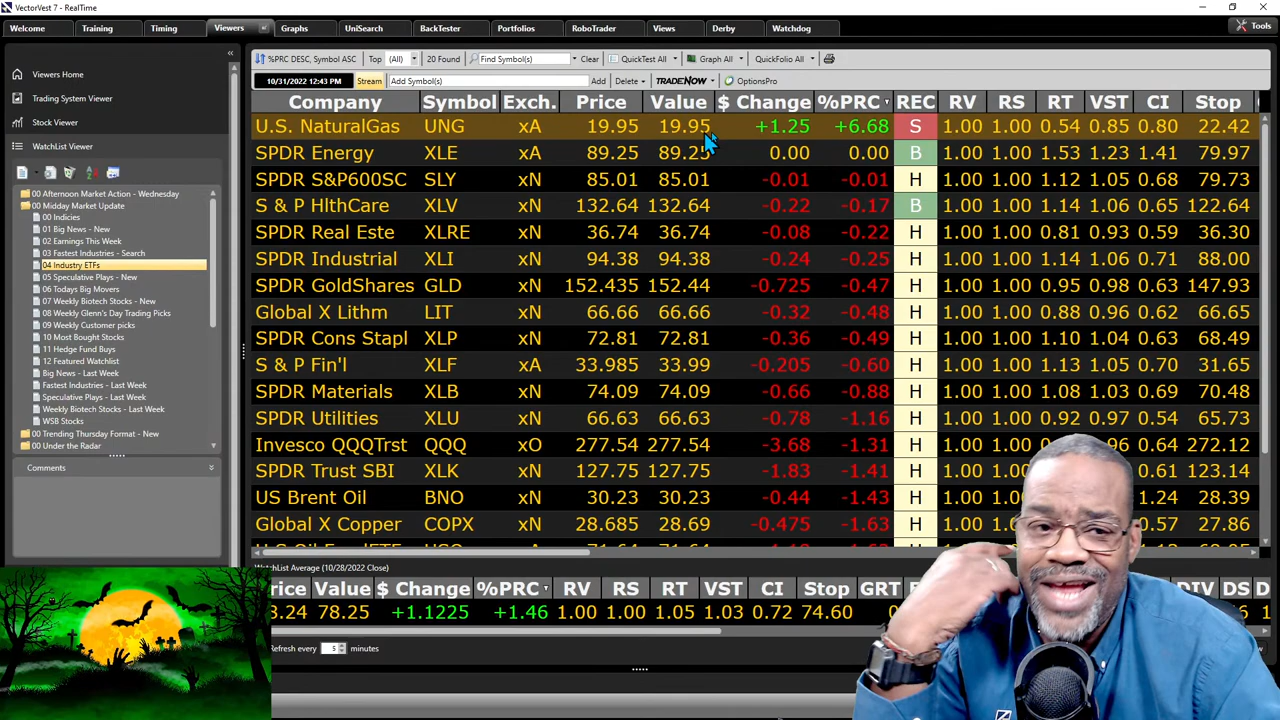 VectorVest 7 - RealTime
Welcome Training Timing Viewers Graphs UniSearch BackTester Portfolios RoboTrader Views Derby Watchdog Tools
%PRC DESC, Symbol ASC Top (All) 20 Found Find Symbol(s) Clear QuickTest All Graph All QuickFolio All
10/31/2022 12:43 PM Stream Add Symbol(s) Add Delete TRADENOW OptionsPro
Viewers Home
Trading System Viewer
Stock Viewer
WatchList Viewer
00 Afternoon Market Action - Wednesday
00 Midday Market Update
00 Indicies
01 Big News - New
02 Earnings This Week
03 Fastest Industries - Search
04 Industry ETFs
05 Speculative Plays - New
06 Todays Big Movers
07 Weekly Biotech Stocks - New
08 Weekly Glenn's Day Trading Picks
09 Weekly Customer picks
10 Most Bought Stocks
11 Hedge Fund Buys
12 Featured Watchlist
Big News - Last Week
Fastest Industries - Last Week
Speculative Plays - Last Week
Weekly Biotech Stocks - Last Week
WSB Stocks
00 Trending Thursday Format - New
00 Under the Radar
Comments
Company Symbol Exch. Price Value $ Change %PRC REC RV RS RT VST CI Stop
U.S. NaturalGas UNG xA 19.95 19.95 +1.25 +6.68 S 1.00 1.00 0.54 0.85 0.80 22.42
SPDR Energy XLE xA 89.25 89.25 0.00 0.00 B 1.00 1.00 1.53 1.23 1.41 79.97
SPDR S&P600SC SLY xN 85.01 85.01 -0.01 -0.01 H 1.00 1.00 1.12 1.05 0.68 79.73
S & P HlthCare XLV xN 132.64 132.64 -0.22 -0.17 B 1.00 1.00 1.14 1.06 0.65 122.64
SPDR Real Este XLRE xN 36.74 36.74 -0.08 -0.22 H 1.00 1.00 0.81 0.93 0.59 36.30
SPDR Industrial XLI xN 94.38 94.38 -0.24 -0.25 H 1.00 1.00 1.14 1.06 0.71 88.00
SPDR GoldShares GLD xN 152.435 152.44 -0.725 -0.47 H 1.00 1.00 0.95 0.98 0.63 147.93
Global X Lithm LIT xN 66.66 66.66 -0.32 -0.48 H 1.00 1.00 0.88 0.96 0.62 66.65
SPDR Cons Stapl XLP xN 72.81 72.81 -0.36 -0.49 H 1.00 1.00 1.10 1.04 0.63 68.49
S & P Fin'l XLF xA 33.985 33.99 -0.205 -0.60 H 1.00 1.00 1.13 1.05 0.70 31.65
SPDR Materials XLB xN 74.09 74.09 -0.66 -0.88 H 1.00 1.00 1.08 1.03 0.69 70.48
SPDR Utilities XLU xN 66.63 66.63 -0.78 -1.16 H 1.00 1.00 0.92 0.97 0.54 65.73
Invesco QQQTrst QQQ xO 277.54 277.54 -3.68 -1.31 H 1.00 1.00 0.64 272.12
SPDR Trust SBI XLK xN 127.75 127.75 -1.83 -1.41 H 1.00 1.00 0.61 123.14
US Brent Oil BNO xN 30.23 30.23 -0.44 -1.43 H 1.00 1.24 28.39
Global X Copper COPX xN 28.685 28.69 -0.475 -1.63 H 1.00 0.57 27.86
WatchList Average (10/28/2022 Close)
Value $ Change %PRC RV RS RT VST CI Stop GRT DIV DS
78.25 +1.1225 +1.46 1.00 1.00 1.05 1.03 0.72 74.60
Refresh every 5 minutes